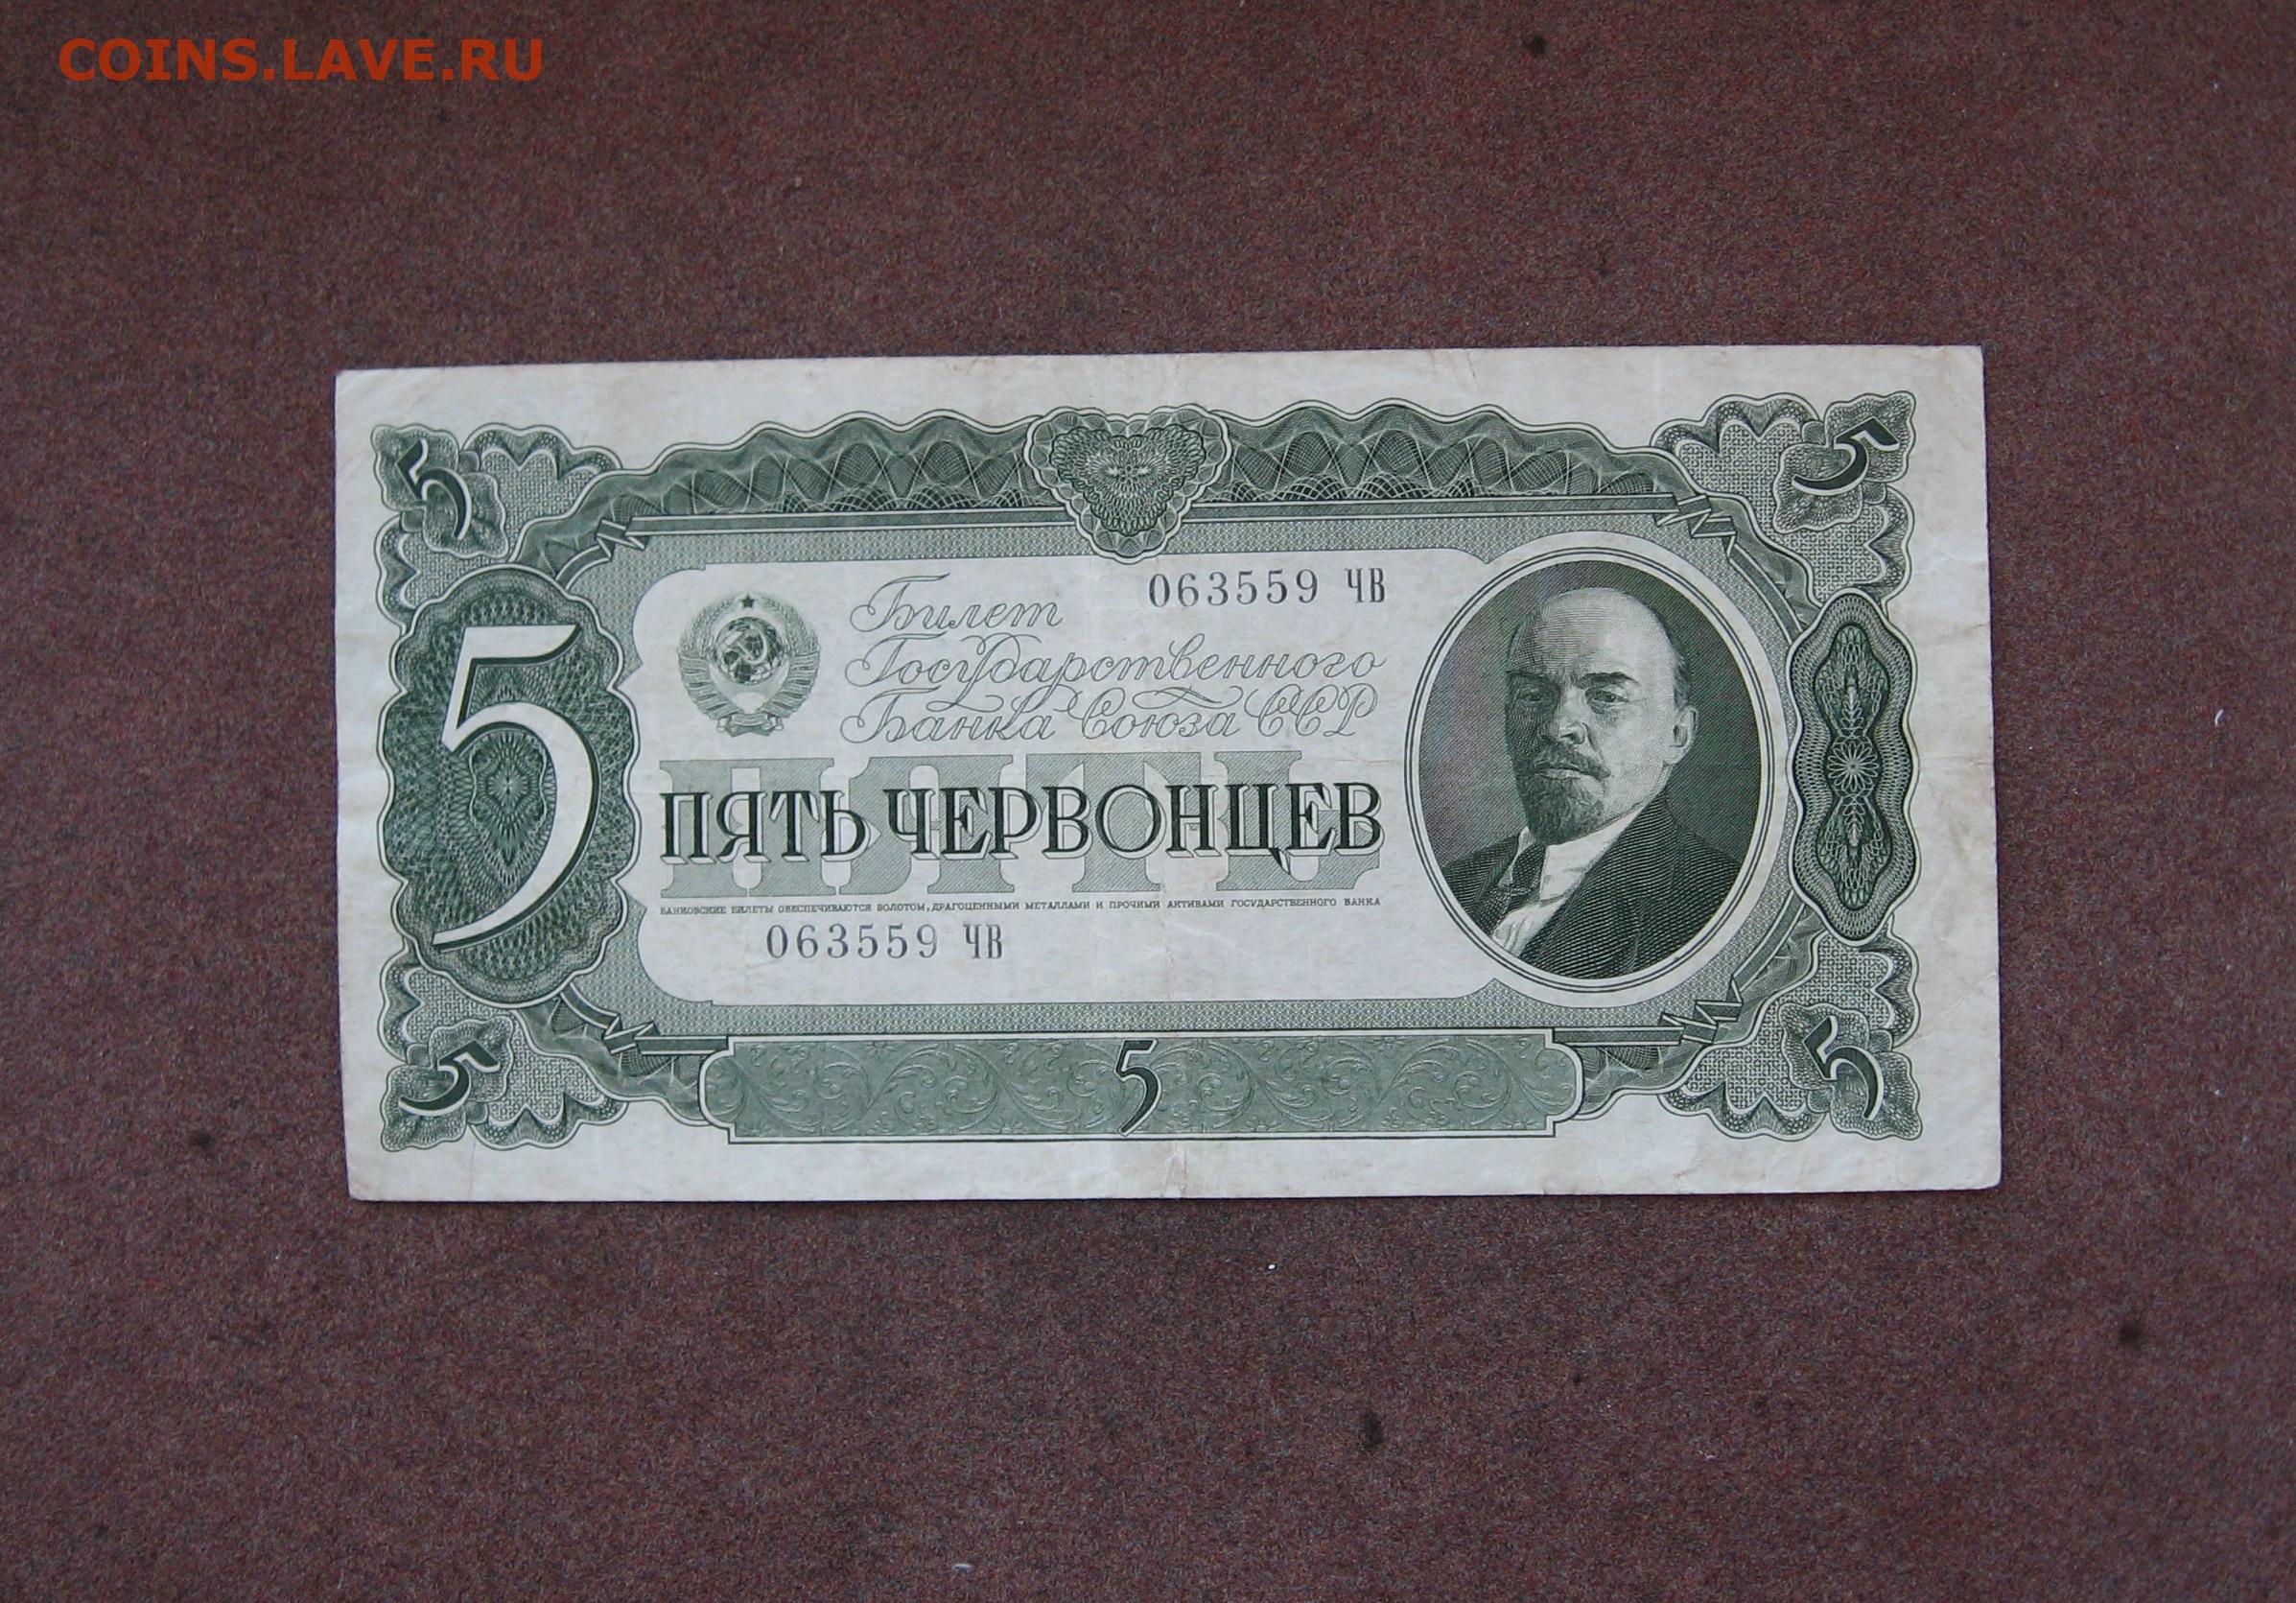 COINS.LAVE.RU
5 5
063559 ЧВ
Билет
Государственного
Банка Союза ССР
5
ПЯТЬ
ПЯТЬ ЧЕРВОНЦЕВ
БАНКОВСКИЕ БИЛЕТЫ ОБЕСПЕЧИВАЮТСЯ ЗОЛОТОМ, ДРАГОЦЕННЫМИ МЕТАЛЛАМИ И ПРОЧИМИ АКТИВАМИ ГОСУДАРСТВЕННОГО БАНКА
063559 ЧВ
5 5 5